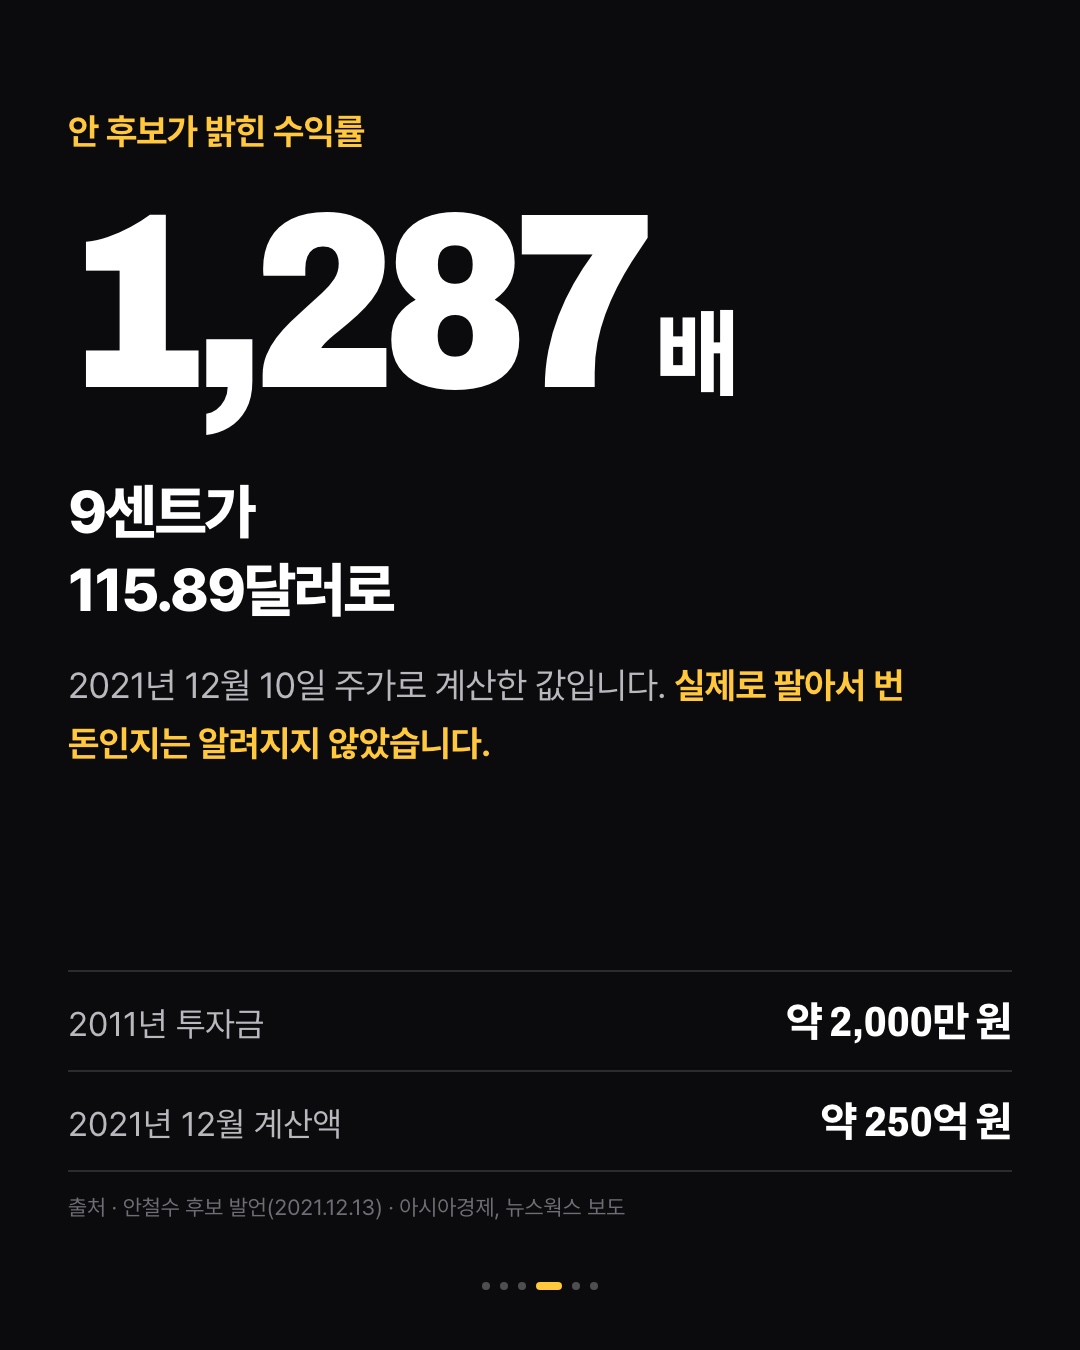 안 후보가 밝힌 수익률
1,287배
9센트가
115.89달러로
2021년 12월 10일 주가로 계산한 값입니다. 실제로 팔아서 번
돈인지는 알려지지 않았습니다.
2011년 투자금 약 2,000만 원
2021년 12월 계산액 약 250억 원
출처 · 안철수 후보 발언(2021.12.13) · 아시아경제, 뉴스웍스 보도